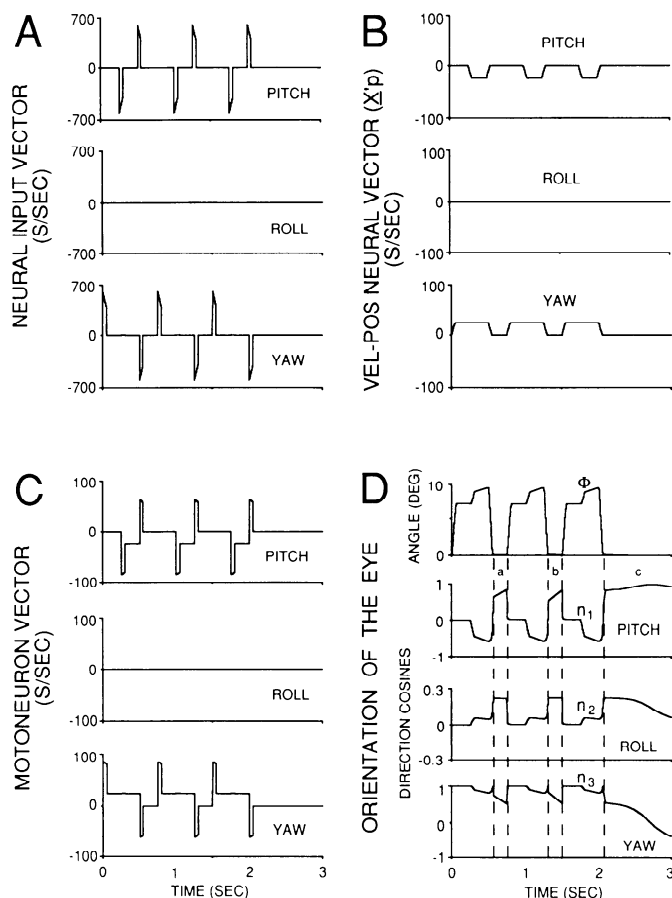 A
NEURAL INPUT VECTOR
(S/SEC)
700
0
-700
PITCH
700
0
-700
ROLL
700
0
-700
YAW
B
VEL-POS NEURAL VECTOR (X'p)
(S/SEC)
100
0
-100
PITCH
100
0
-100
ROLL
100
0
-100
YAW
C
MOTONEURON VECTOR
(S/SEC)
100
0
-100
PITCH
100
0
-100
ROLL
100
0
-100
YAW
0 1 2 3
TIME (SEC)
D
ORIENTATION OF THE EYE
ANGLE (DEG)
10
0
Φ
a b c
DIRECTION COSINES
1
0
-1
n1
PITCH
0.3
0
-0.3
n2
ROLL
1
0
-1
n3
YAW
0 1 2 3
TIME (SEC)